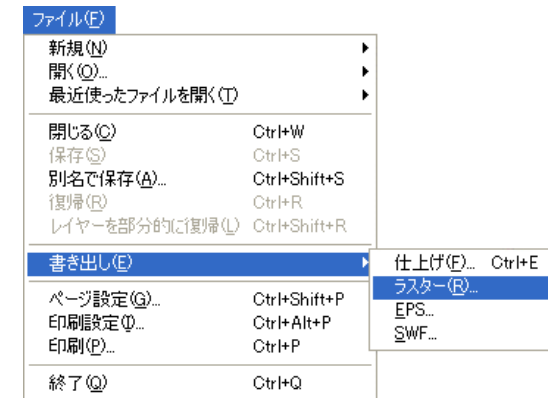 ファイル(F)
新規(N)
開く(O)...
最近使ったファイルを開く(T)
閉じる(C) Ctrl+W
保存(S) Ctrl+S
別名で保存(A)... Ctrl+Shift+S
復帰(R) Ctrl+R
レイヤーを部分的に復帰(L) Ctrl+Shift+R
書き出し(E)
仕上げ(F)... Ctrl+E
ラスター(R)...
EPS...
SWF...
ページ設定(G)... Ctrl+Shift+P
印刷設定(I)... Ctrl+Alt+P
印刷(P)... Ctrl+P
終了(Q) Ctrl+Q